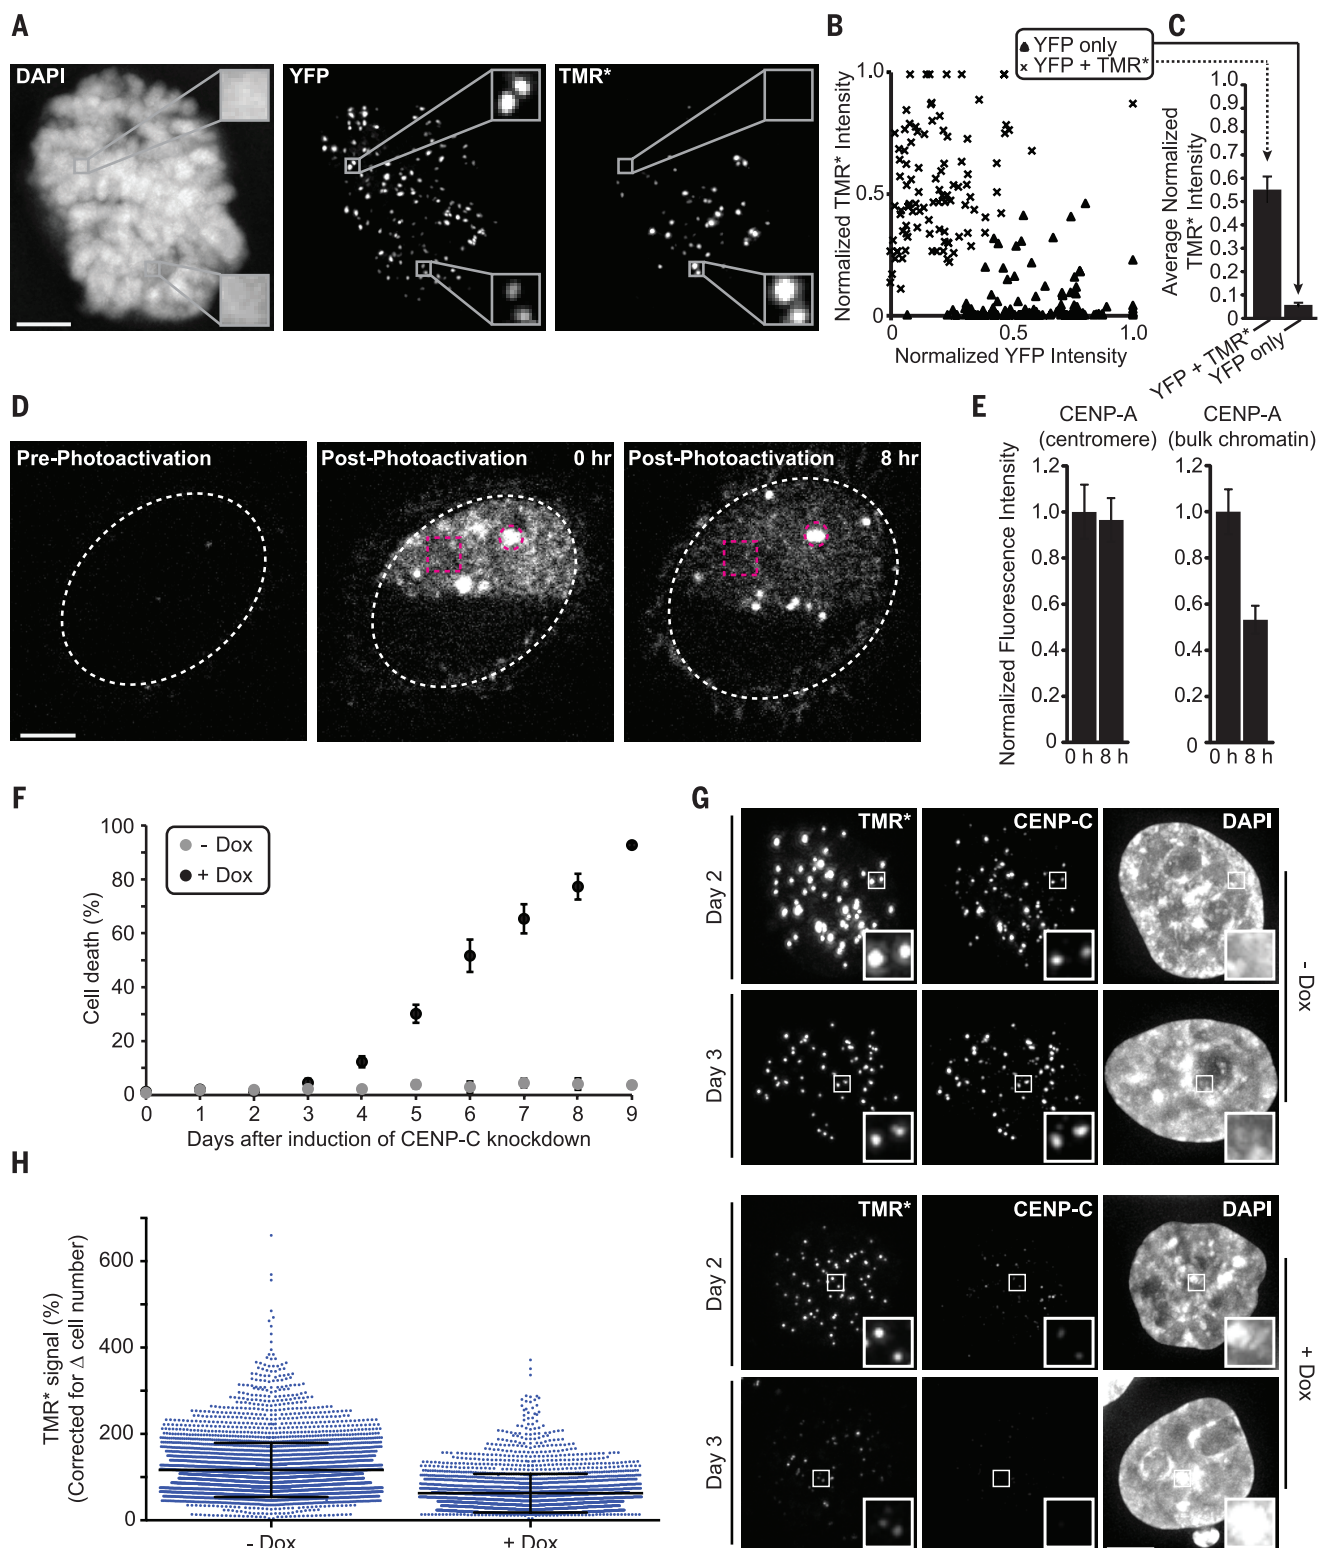 A
DAPI
YFP
TMR*
B
YFP only
YFP + TMR*
Normalized TMR* Intensity
1.0
0.5
0
0
0.5
1.0
Normalized YFP Intensity
C
Average Normalized
TMR* Intensity
1.0
0.9
0.8
0.7
0.6
0.5
0.4
0.3
0.2
0.1
0
YFP + TMR*
YFP only
D
Pre-Photoactivation
Post-Photoactivation 0 hr
Post-Photoactivation 8 hr
E
CENP-A
(centromere)
CENP-A
(bulk chromatin)
Normalized Fluorescence Intensity
1.2
1.0
0.8
0.6
0.4
0.2
0
0 h 8 h
1.2
1.0
0.8
0.6
0.4
0.2
0
0 h 8 h
F
Cell death (%)
100
80
60
40
20
0
- Dox
+ Dox
0 1 2 3 4 5 6 7 8 9
Days after induction of CENP-C knockdown
G
TMR*
CENP-C
DAPI
Day 2
Day 3
- Dox
TMR*
CENP-C
DAPI
Day 2
Day 3
+ Dox
H
TMR* signal (%)
(Corrected for Δ cell number)
600
400
200
0
- Dox
+ Dox